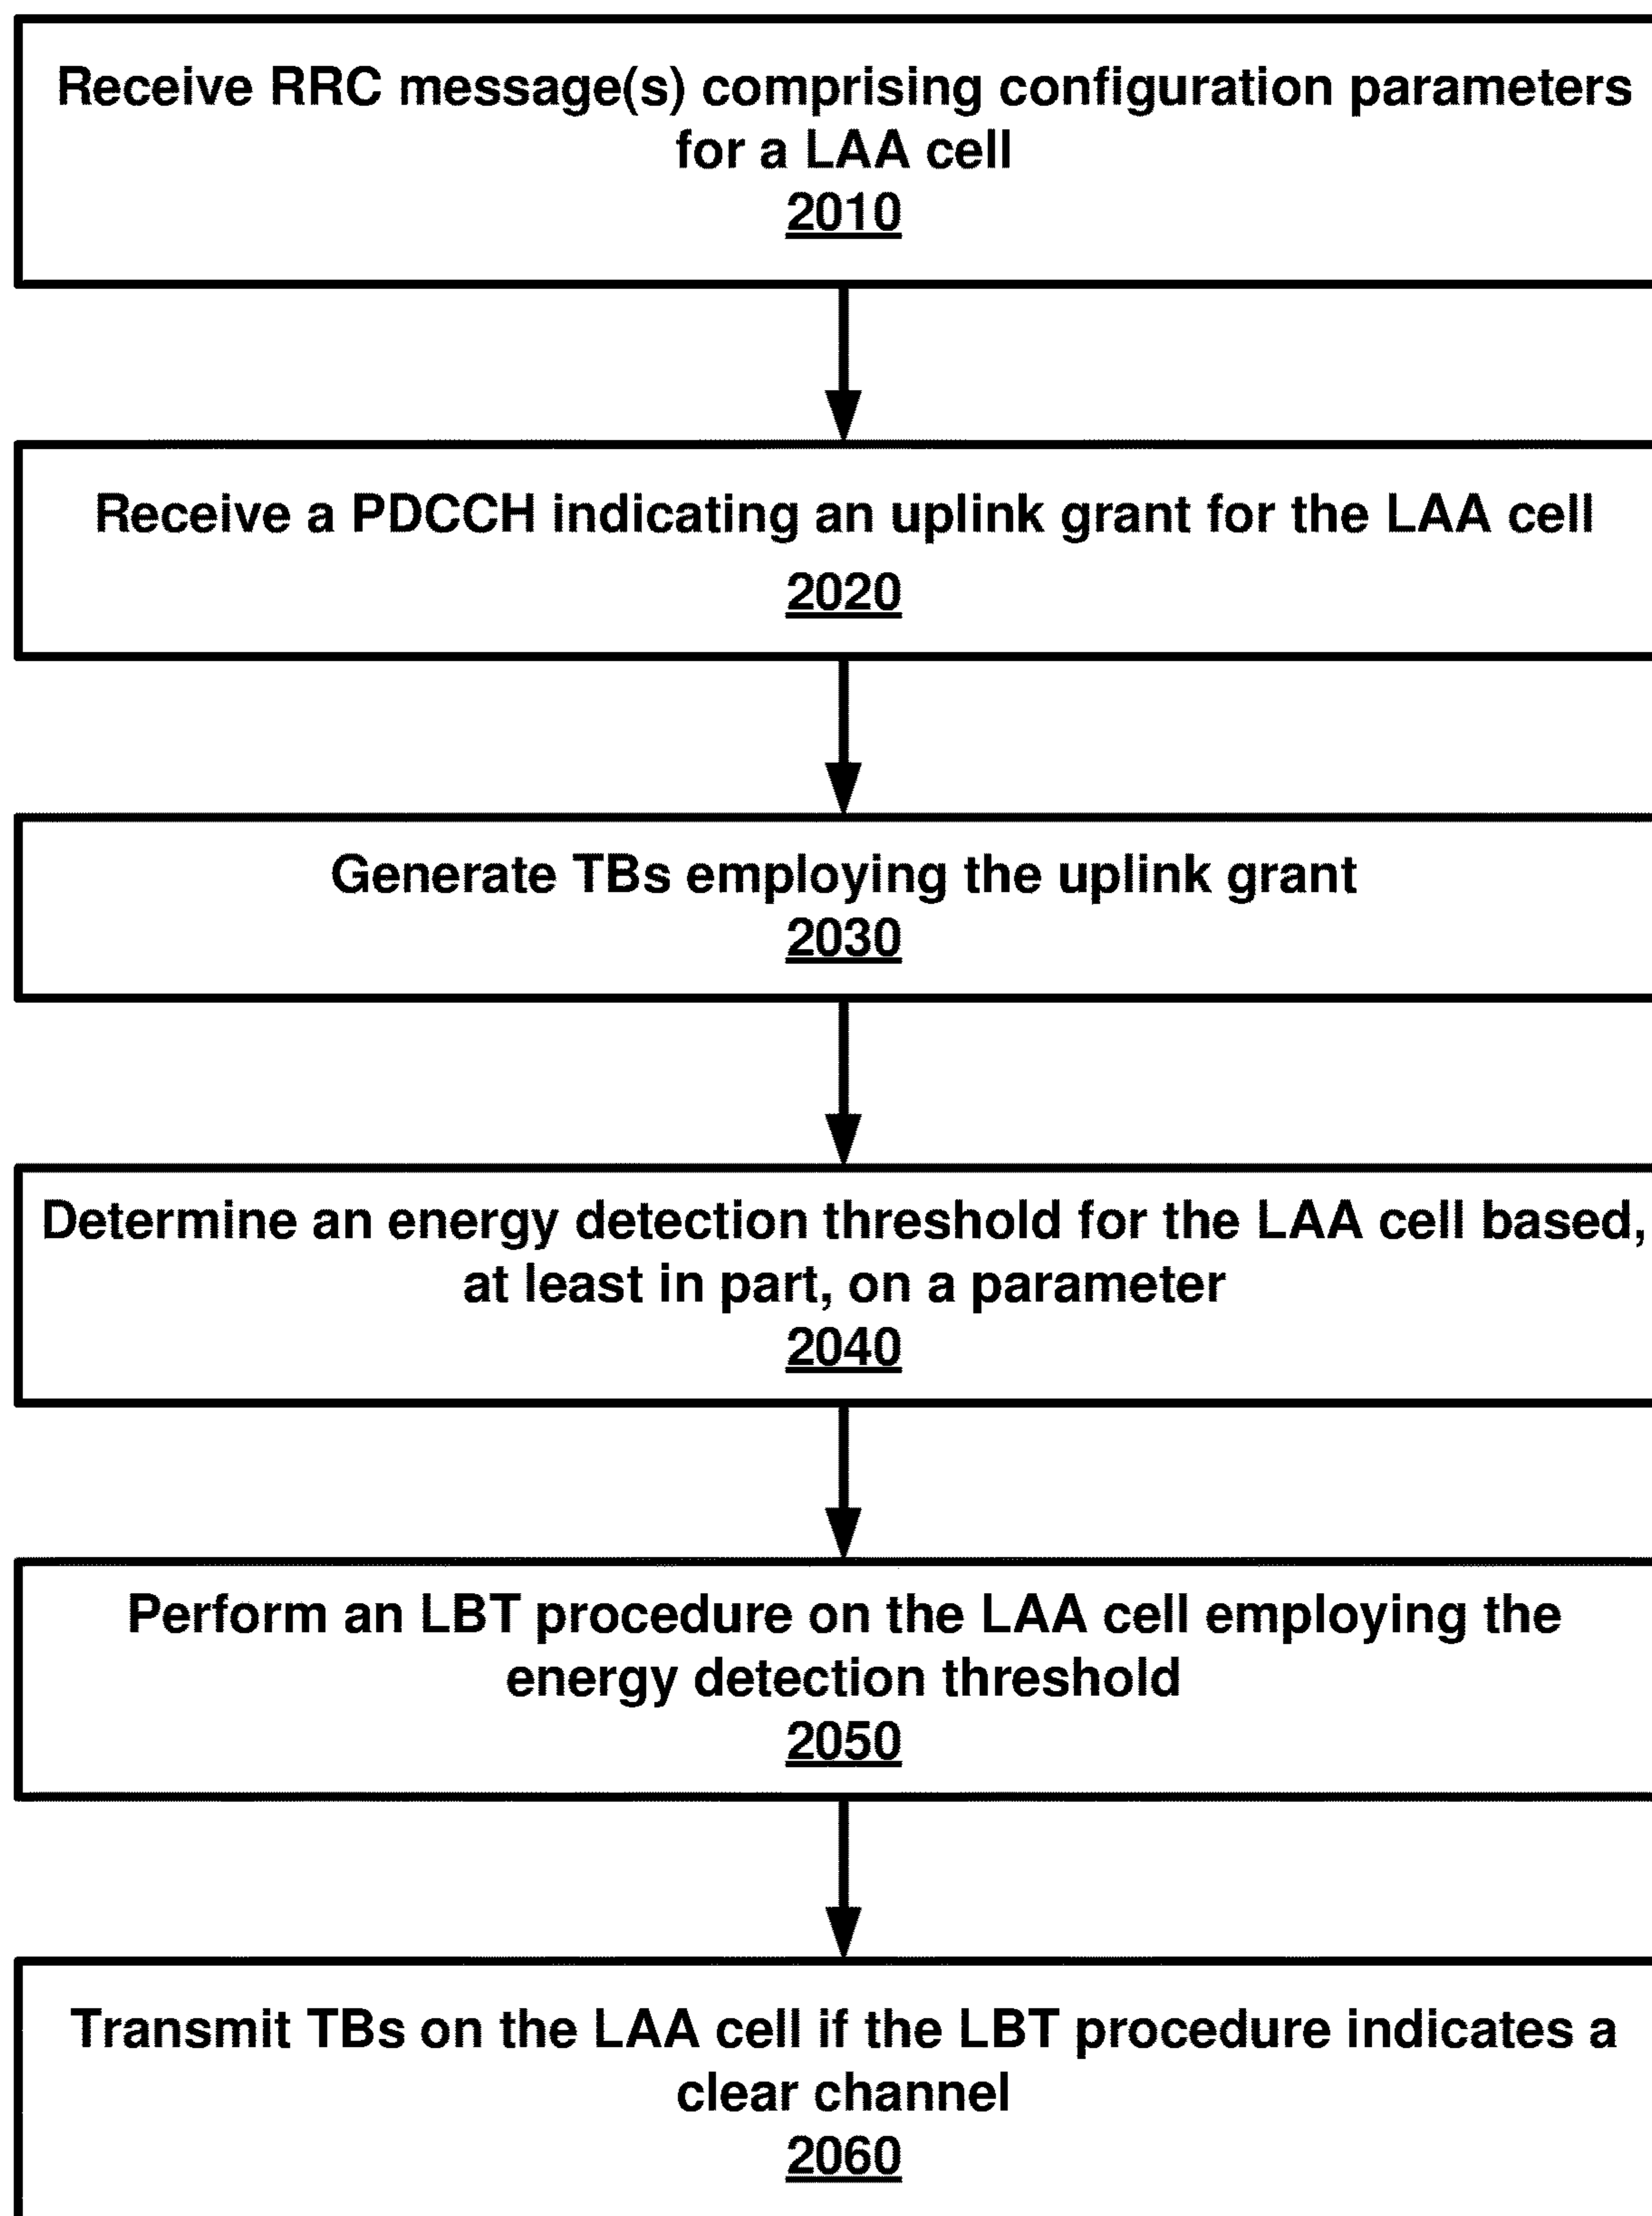 Receive RRC message(s) comprising configuration parameters
for a LAA cell
2010
Receive a PDCCH indicating an uplink grant for the LAA cell
2020
Generate TBs employing the uplink grant
2030
Determine an energy detection threshold for the LAA cell based,
at least in part, on a parameter
2040
Perform an LBT procedure on the LAA cell employing the
energy detection threshold
2050
Transmit TBs on the LAA cell if the LBT procedure indicates a
clear channel
2060